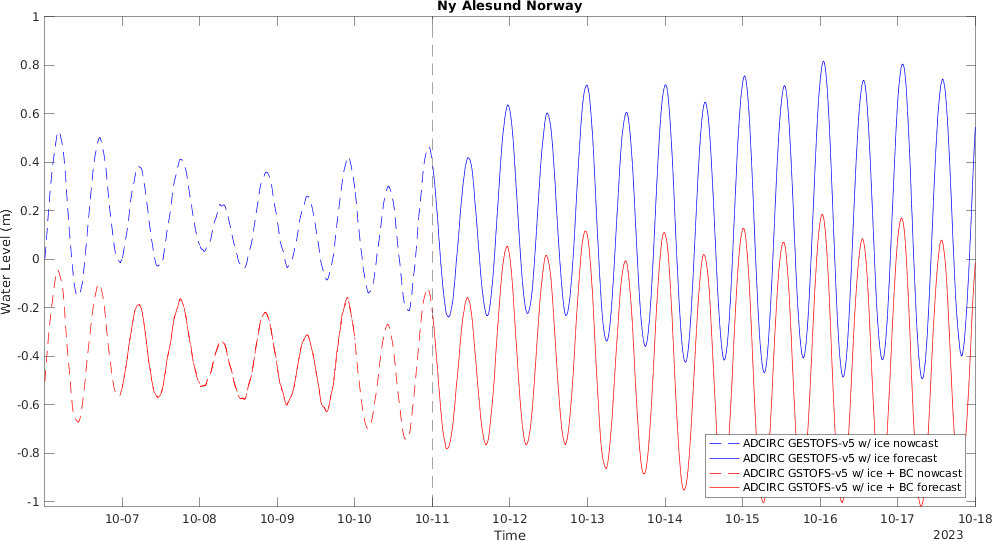 Ny Alesund Norway
1
0.8
0.6
0.4
0.2
0
-0.2
-0.4
-0.6
-0.8
-1
Water Level (m)
ADCIRC GESTOFS-v5 w/ ice nowcast
ADCIRC GESTOFS-v5 w/ ice forecast
ADCIRC GSTOFS-v5 w/ ice + BC nowcast
ADCIRC GSTOFS-v5 w/ ice + BC forecast
10-07 10-08 10-09 10-10 10-11 10-12 10-13 10-14 10-15 10-16 10-17 10-18
Time
2023